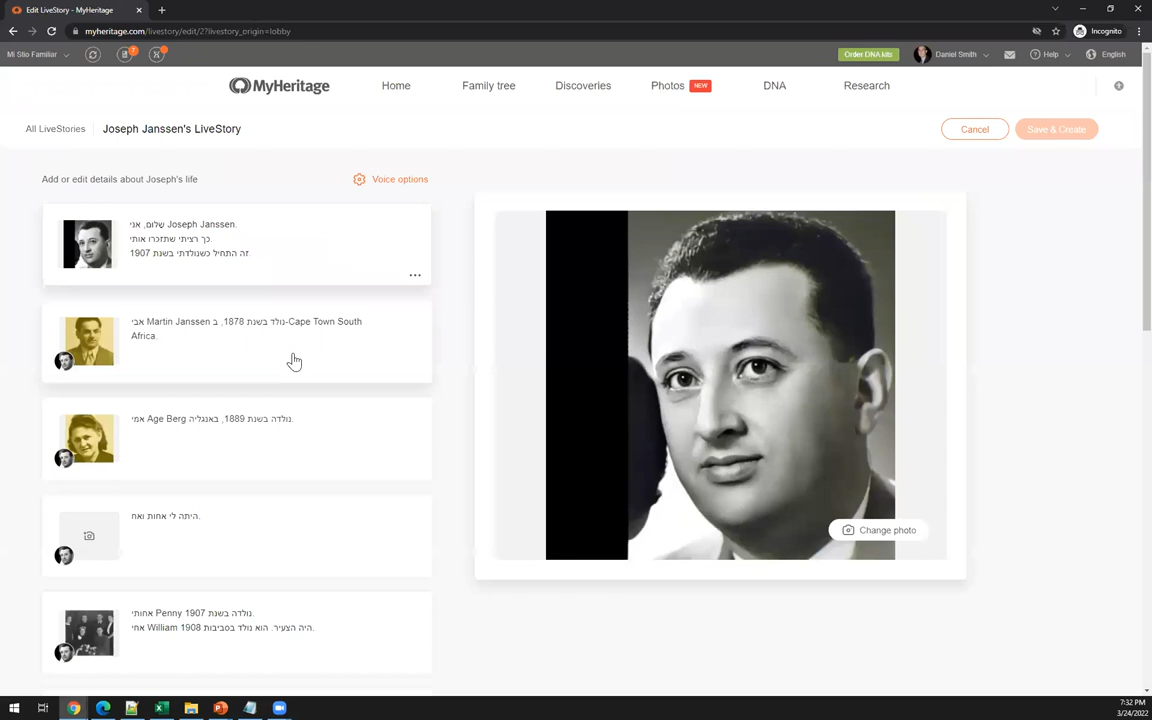 Edit LiveStory - MyHeritage
myheritage.com/livestory/edit/2?livestory_origin=lobby
Incognito
Mi Stio Familiar
7
Order DNA kits
Daniel Smith
Help
English
MyHeritage
Home
Family tree
Discoveries
Photos NEW
DNA
Research
All LiveStories
Joseph Janssen's LiveStory
Cancel
Save & Create
Add or edit details about Joseph's life
Voice options
שלום, אני Joseph Janssen.
כך רציתי שתזכרו אותי.
זה התחיל כשנולדתי בשנת 1907
אבי Martin Janssen נולד בשנת 1878, ב-Cape Town South
Africa.
אמי Age Berg נולדה בשנת 1889, באנגליה.
היתה לי אחות ואח.
אחותי Penny נולדה בשנת 1907.
אחי William היה הצעיר. הוא נולד בסביבות 1908.
Change photo
7:32 PM
3/24/2022